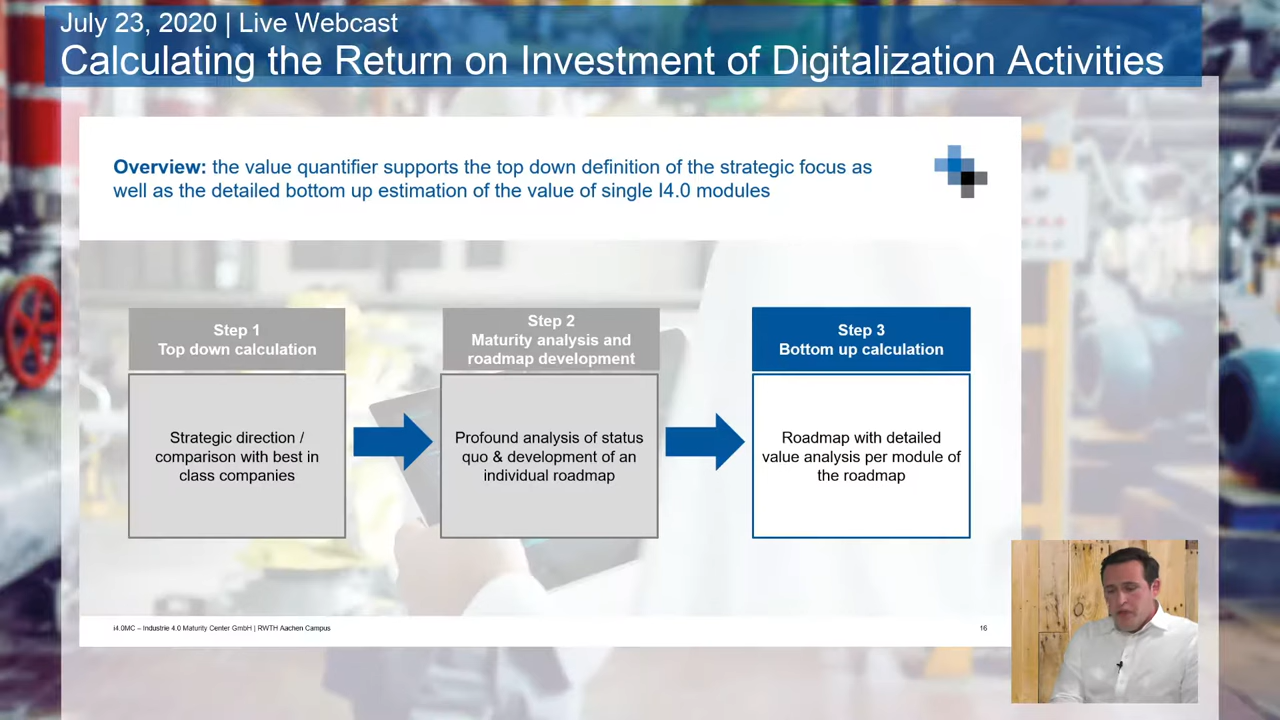 July 23, 2020 | Live Webcast
Calculating the Return on Investment of Digitalization Activities
Overview: the value quantifier supports the top down definition of the strategic focus as
well as the detailed bottom up estimation of the value of single I4.0 modules
Step 1
Top down calculation
Strategic direction /
comparison with best in
class companies
Step 2
Maturity analysis and
roadmap development
Profound analysis of status
quo & development of an
individual roadmap
Step 3
Bottom up calculation
Roadmap with detailed
value analysis per module of
the roadmap
i4.0MC – Industrie 4.0 Maturity Center GmbH | RWTH Aachen Campus
16